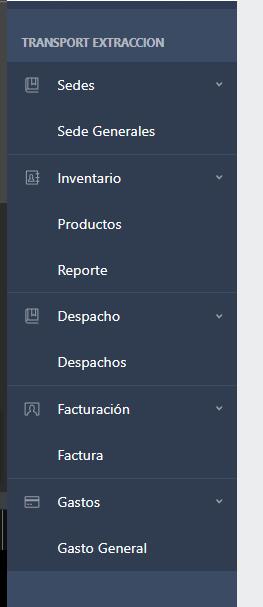 TRANSPORT EXTRACCION
Sedes
Sede Generales
Inventario
Productos
Reporte
Despacho
Despachos
Facturación
Factura
Gastos
Gasto General